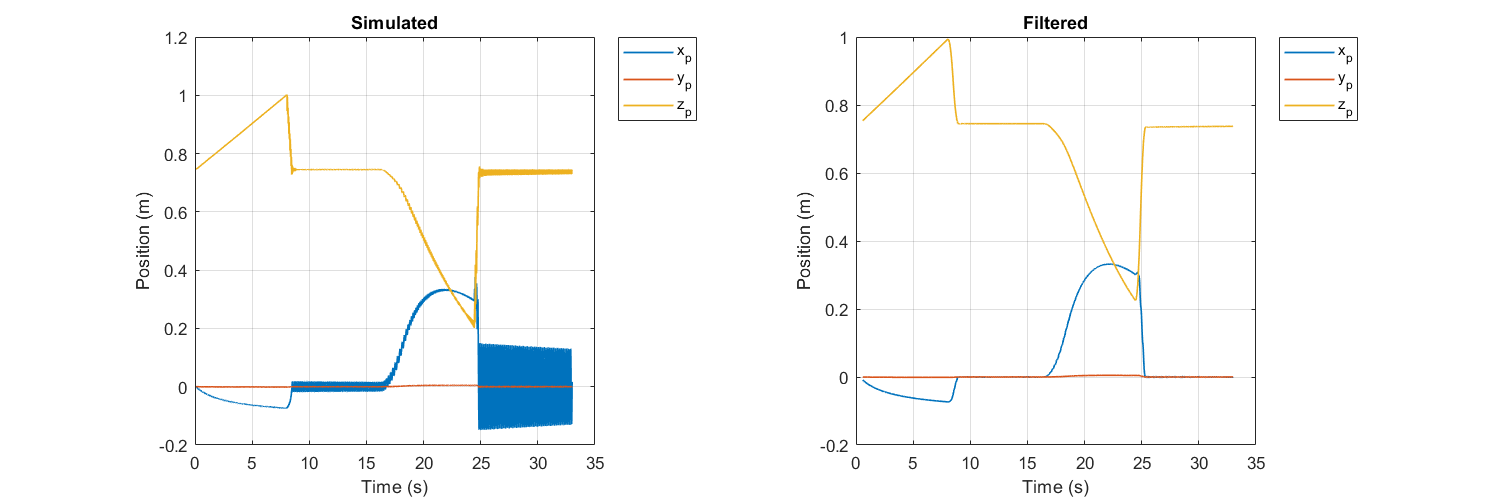 Simulated
1.2
1
0.8
0.6
0.4
0.2
0
-0.2
Position (m)
0 5 10 15 20 25 30 35
Time (s)
x_p
y_p
z_p
Filtered
1
0.8
0.6
0.4
0.2
0
-0.2
Position (m)
0 5 10 15 20 25 30 35
Time (s)
x_p
y_p
z_p